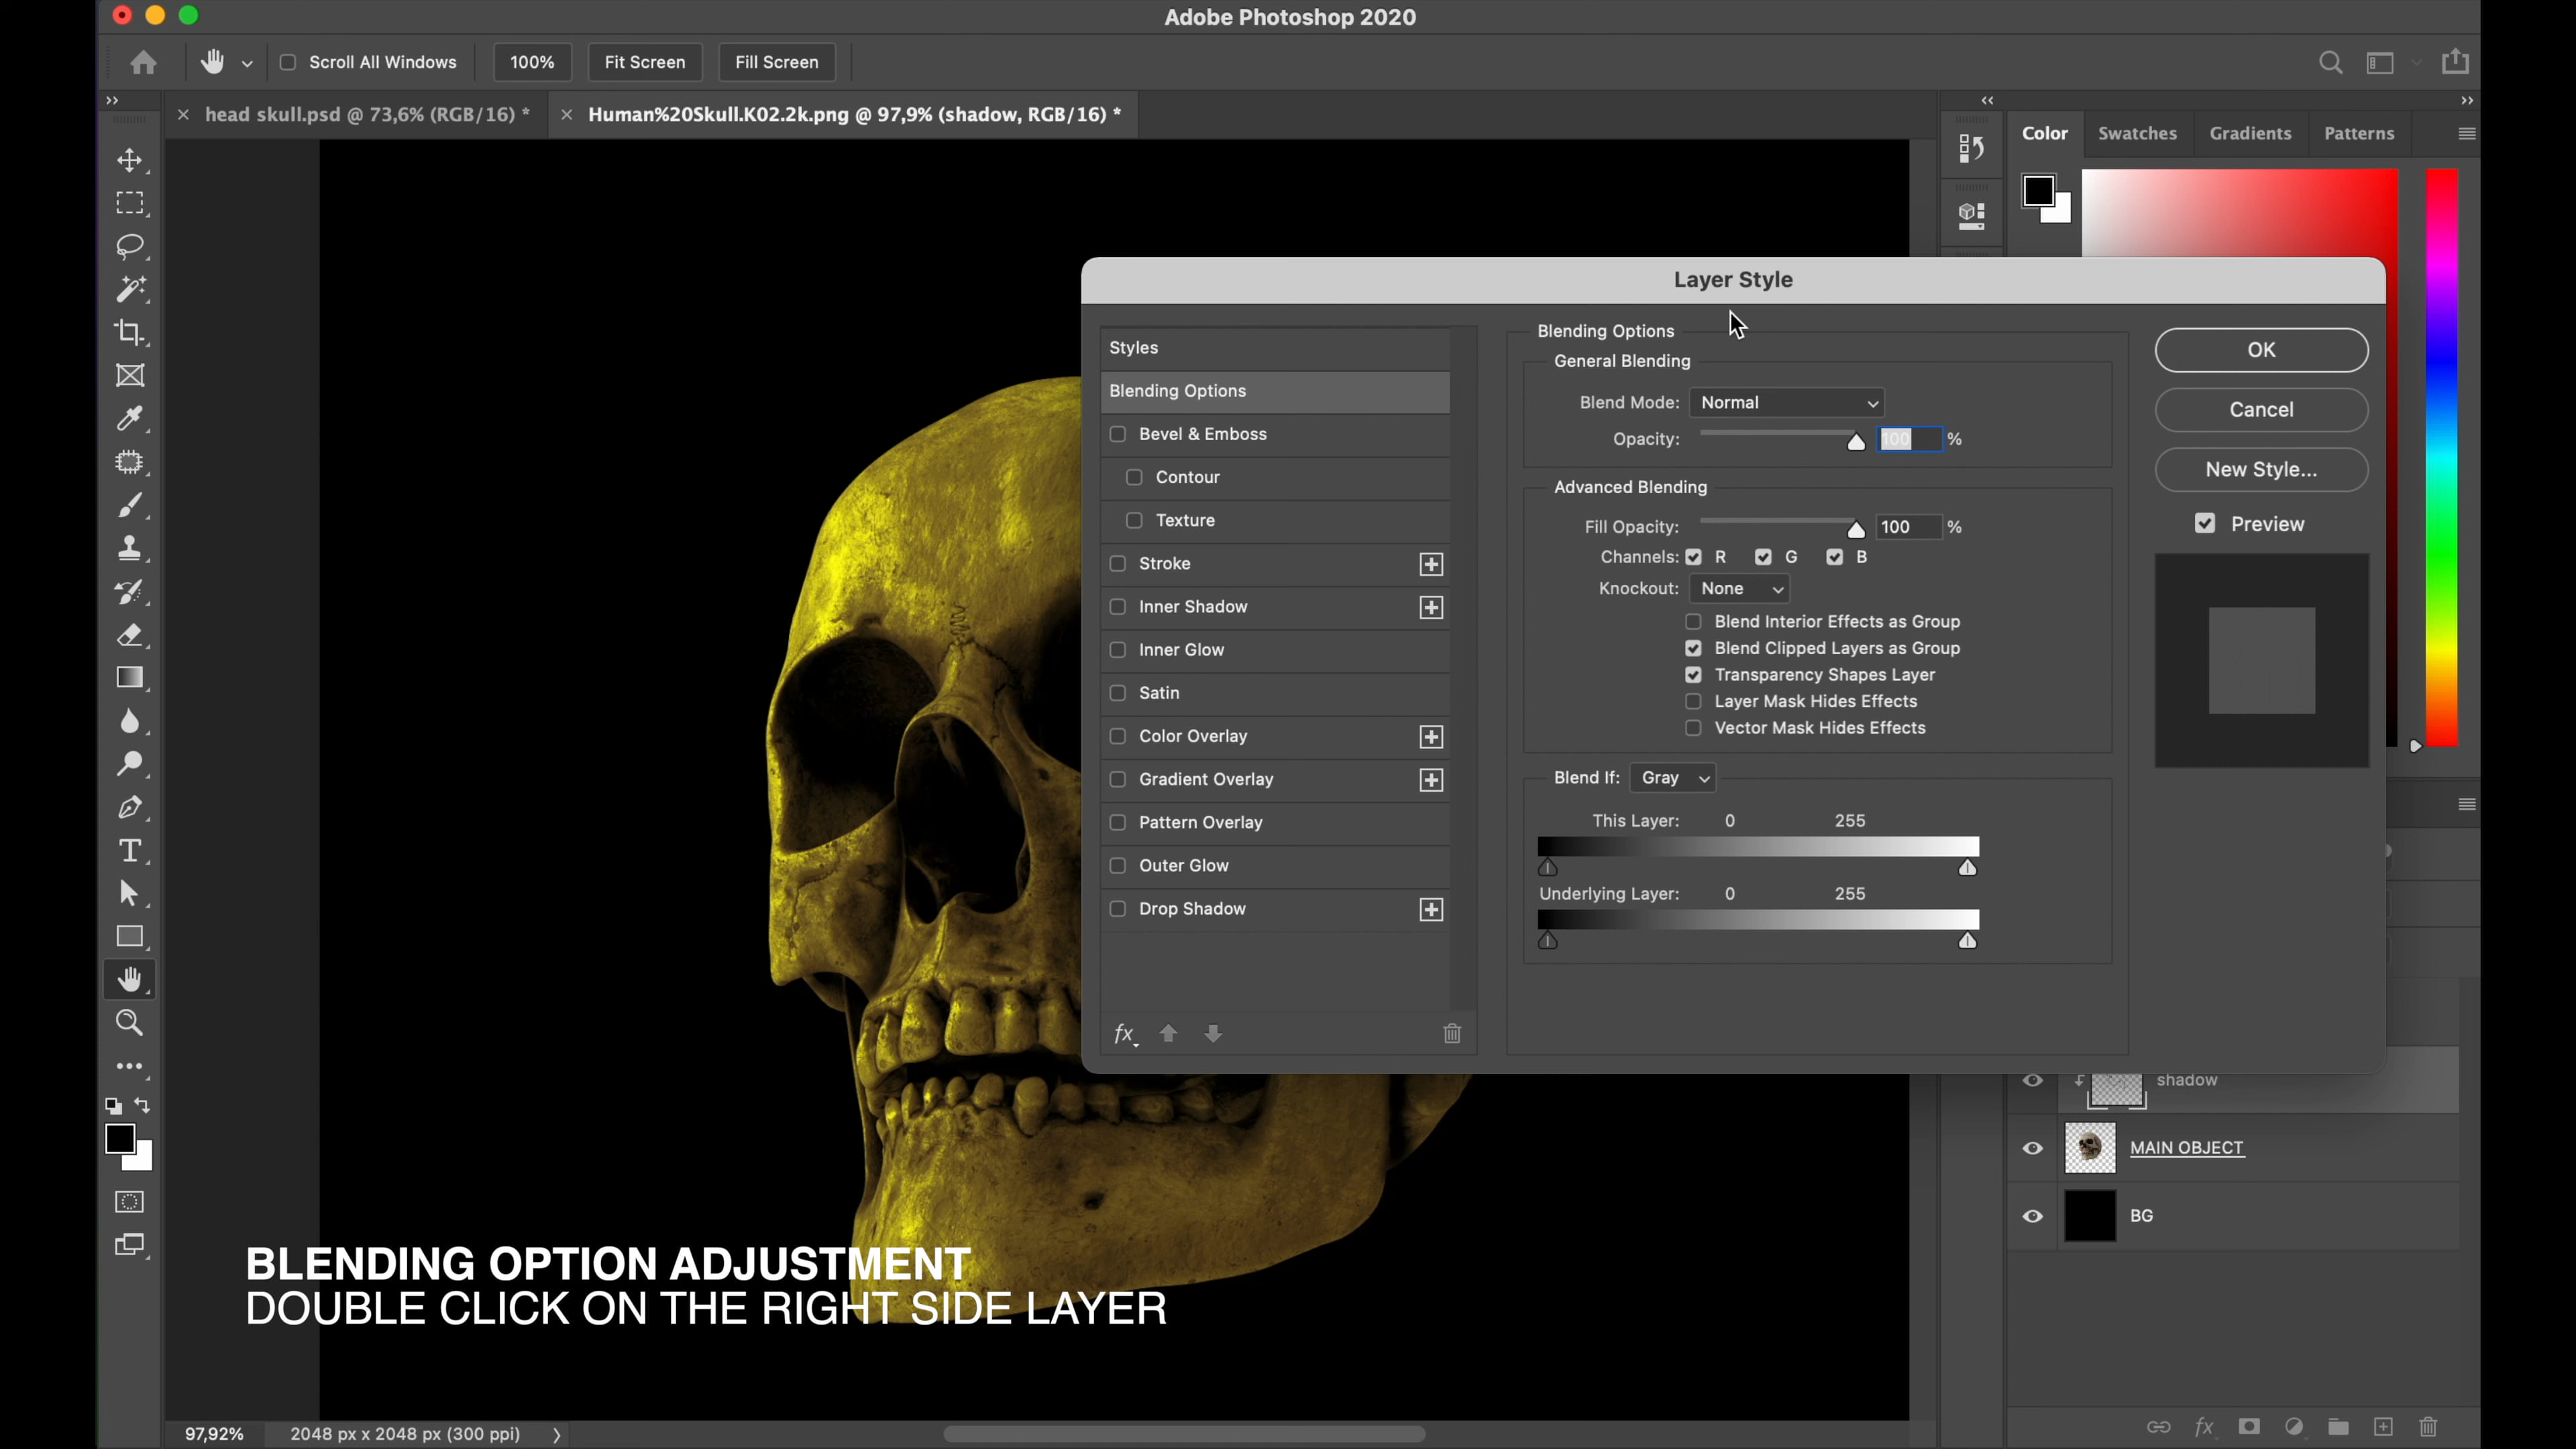 Adobe Photoshop 2020
Scroll All Windows
100%
Fit Screen
Fill Screen
head skull.psd @ 73,6% (RGB/16) *
Human%20Skull.K02.2k.png @ 97,9% (shadow, RGB/16) *
Color
Swatches
Gradients
Patterns
Layer Style
Styles
Blending Options
Bevel & Emboss
Contour
Texture
Stroke
Inner Shadow
Inner Glow
Satin
Color Overlay
Gradient Overlay
Pattern Overlay
Outer Glow
Drop Shadow
fx
Blending Options
General Blending
Blend Mode: Normal
Opacity: 100 %
Advanced Blending
Fill Opacity: 100 %
Channels: R G B
Knockout: None
Blend Interior Effects as Group
Blend Clipped Layers as Group
Transparency Shapes Layer
Layer Mask Hides Effects
Vector Mask Hides Effects
Blend If: Gray
This Layer: 0 255
Underlying Layer: 0 255
OK
Cancel
New Style...
Preview
shadow
MAIN OBJECT
BG
BLENDING OPTION ADJUSTMENT
DOUBLE CLICK ON THE RIGHT SIDE LAYER
97,92%
2048 px x 2048 px (300 ppi)
fx